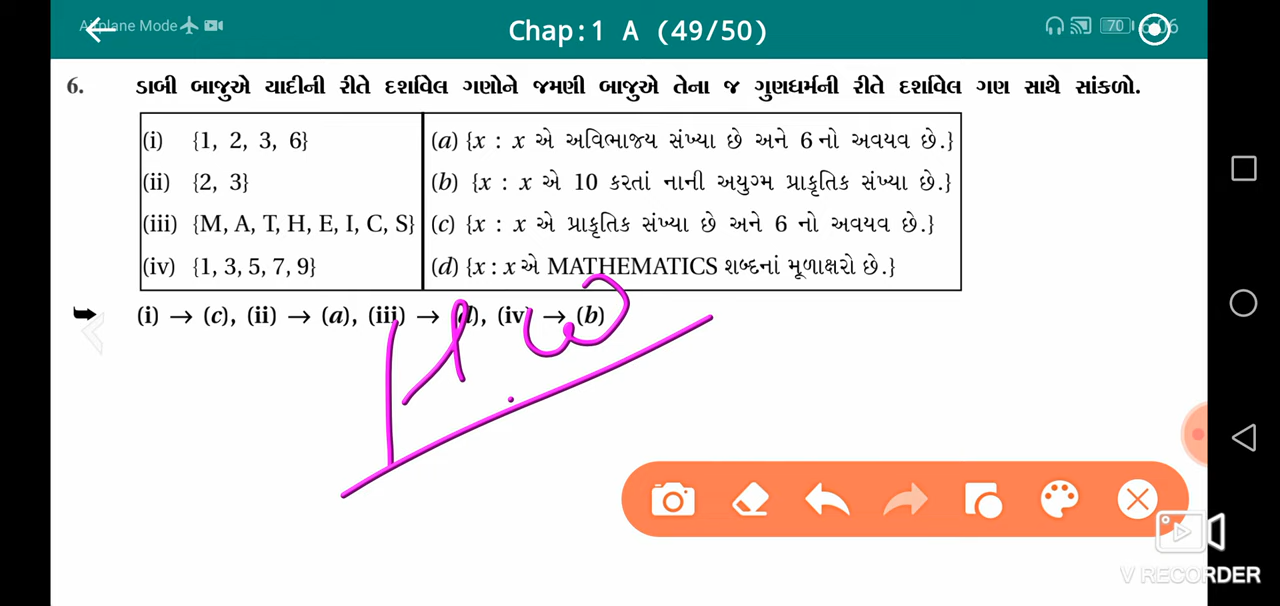 Airplane Mode
Chap:1 A (49/50)
70 6:06
6. ડાબી બાજુએ યાદીની રીતે દર્શાવેલ ગણોને જમણી બાજુએ તેના જ ગુણધર્મની રીતે દર્શાવેલ ગણ સાથે સાંકળો.
(i) {1, 2, 3, 6} (a) {x : x એ અવિભાજ્ય સંખ્યા છે અને 6 નો અવયવ છે.}
(ii) {2, 3} (b) {x : x એ 10 કરતાં નાની અયુગ્મ પ્રાકૃતિક સંખ્યા છે.}
(iii) {M, A, T, H, E, I, C, S} (c) {x : x એ પ્રાકૃતિક સંખ્યા છે અને 6 નો અવયવ છે.}
(iv) {1, 3, 5, 7, 9} (d) {x : x એ MATHEMATICS શબ્દનાં મૂળાક્ષરો છે.}
➥ (i) → (c), (ii) → (a), (iii) → (d), (iv) → (b)
H.W
V RECORDER